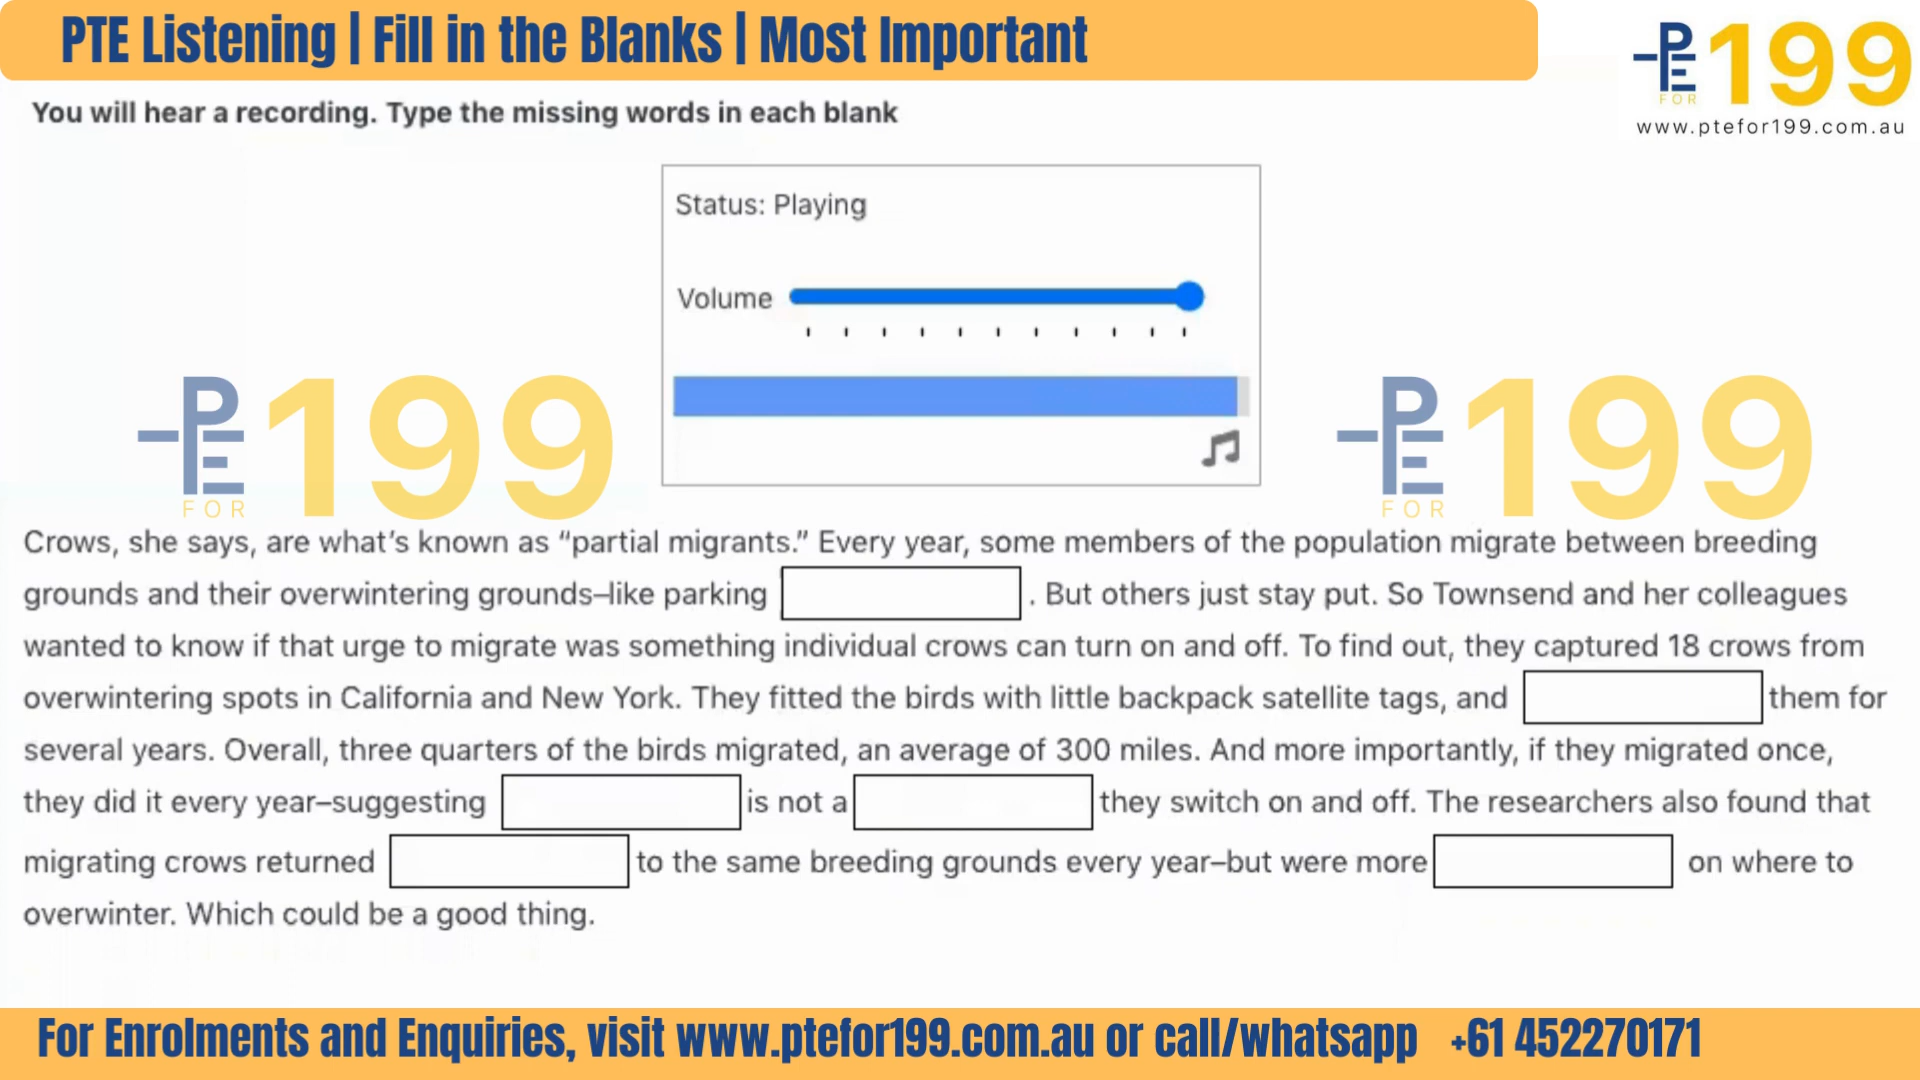 PTE Listening | Fill in the Blanks | Most Important
PTE FOR 199
www.ptefor199.com.au
You will hear a recording. Type the missing words in each blank
Status: Playing
Volume
PTE FOR 199
PTE FOR 199
Crows, she says, are what's known as “partial migrants.” Every year, some members of the population migrate between breeding
grounds and their overwintering grounds–like parking . But others just stay put. So Townsend and her colleagues
wanted to know if that urge to migrate was something individual crows can turn on and off. To find out, they captured 18 crows from
overwintering spots in California and New York. They fitted the birds with little backpack satellite tags, and them for
several years. Overall, three quarters of the birds migrated, an average of 300 miles. And more importantly, if they migrated once,
they did it every year–suggesting is not a they switch on and off. The researchers also found that
migrating crows returned to the same breeding grounds every year–but were more on where to
overwinter. Which could be a good thing.
For Enrolments and Enquiries, visit www.ptefor199.com.au or call/whatsapp +61 452270171